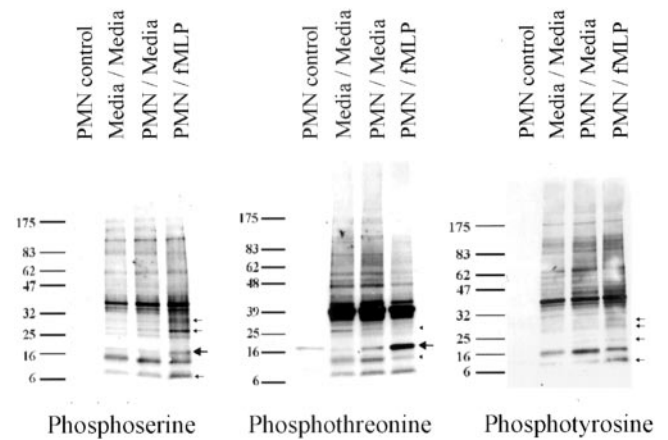 PMN control
Media / Media
PMN / Media
PMN / fMLP
PMN control
Media / Media
PMN / Media
PMN / fMLP
PMN control
Media / Media
PMN / Media
PMN / fMLP
175
83
62
47
32
25
16
6
175
83
62
48
39
25
16
6
175
83
62
47
32
25
16
6
Phosphoserine
Phosphothreonine
Phosphotyrosine